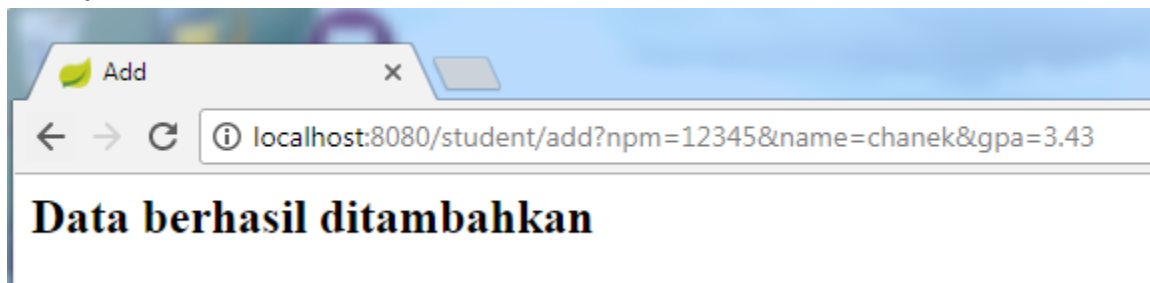 Add
localhost:8080/student/add?npm=12345&name=chanek&gpa=3.43
Data berhasil ditambahkan